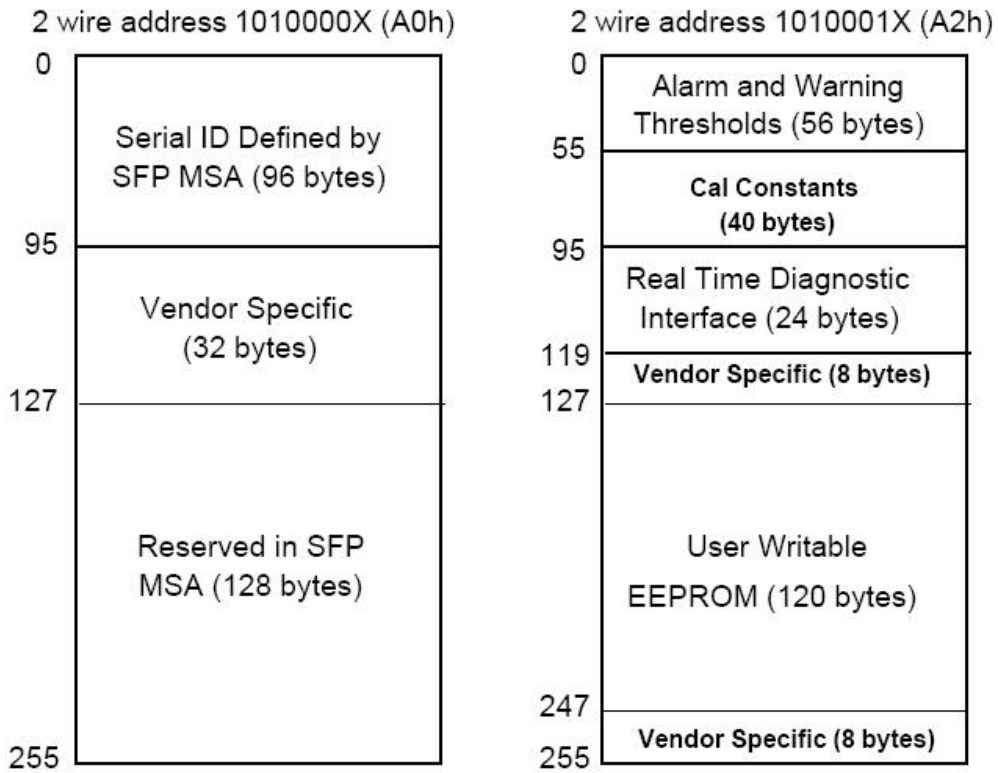 2 wire address 1010000X (A0h)
0
Serial ID Defined by
SFP MSA (96 bytes)
95
Vendor Specific
(32 bytes)
127
Reserved in SFP
MSA (128 bytes)
255
2 wire address 1010001X (A2h)
0
Alarm and Warning
Thresholds (56 bytes)
55
Cal Constants
(40 bytes)
95
Real Time Diagnostic
Interface (24 bytes)
119
Vendor Specific (8 bytes)
127
User Writable
EEPROM (120 bytes)
247
Vendor Specific (8 bytes)
255